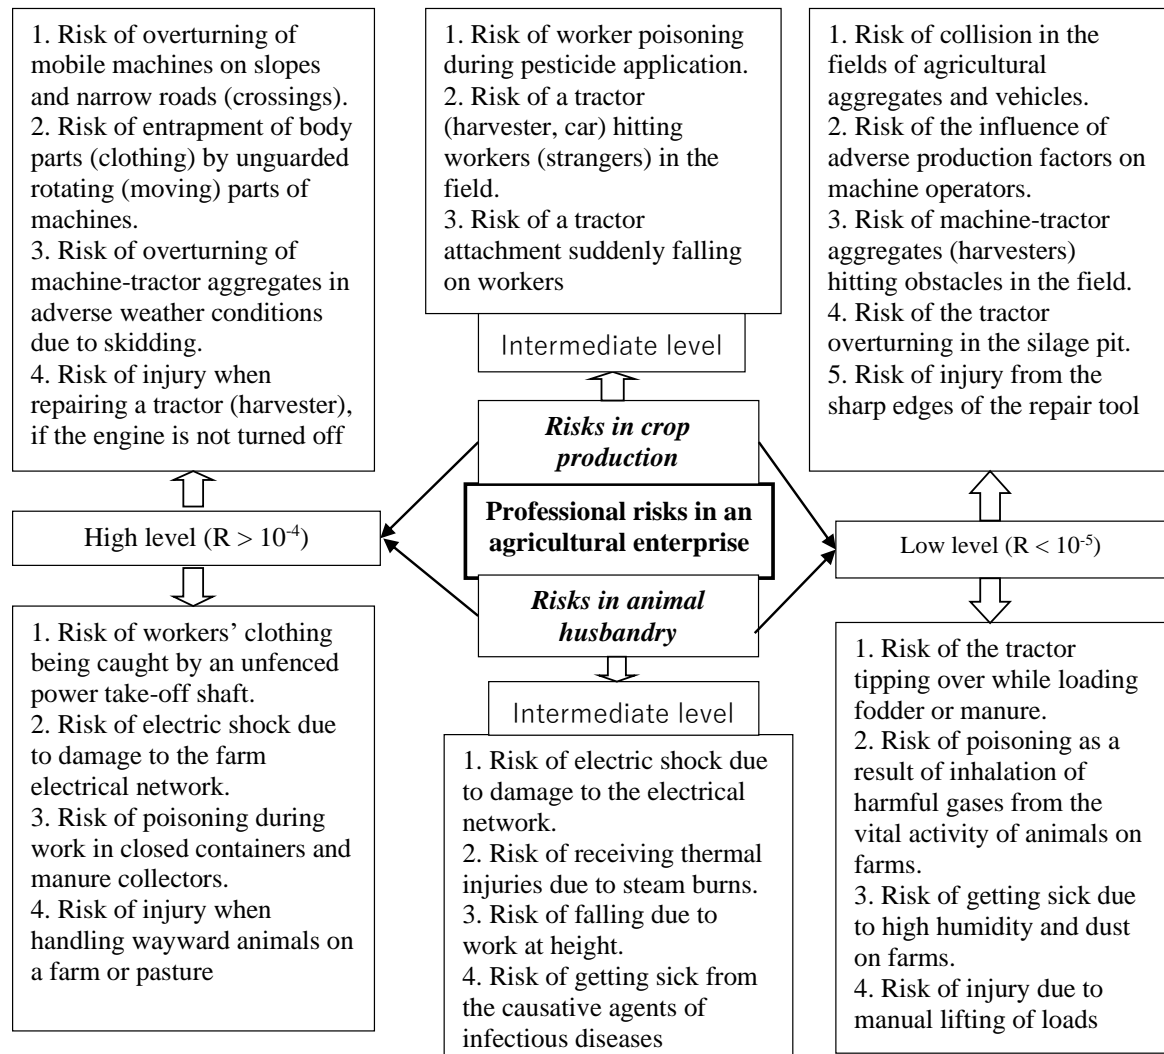 1. Risk of overturning of
mobile machines on slopes
and narrow roads (crossings).
2. Risk of entrapment of body
parts (clothing) by unguarded
rotating (moving) parts of
machines.
3. Risk of overturning of
machine-tractor aggregates in
adverse weather conditions
due to skidding.
4. Risk of injury when
repairing a tractor (harvester),
if the engine is not turned off
1. Risk of worker poisoning
during pesticide application.
2. Risk of a tractor
(harvester, car) hitting
workers (strangers) in the
field.
3. Risk of a tractor
attachment suddenly falling
on workers
Intermediate level
1. Risk of collision in the
fields of agricultural
aggregates and vehicles.
2. Risk of the influence of
adverse production factors on
machine operators.
3. Risk of machine-tractor
aggregates (harvesters)
hitting obstacles in the field.
4. Risk of the tractor
overturning in the silage pit.
5. Risk of injury from the
sharp edges of the repair tool
Risks in crop
production
Professional risks in an
agricultural enterprise
Risks in animal
husbandry
High level (R > 10⁻⁴)
Low level (R < 10⁻⁵)
1. Risk of workers’ clothing
being caught by an unfenced
power take-off shaft.
2. Risk of electric shock due
to damage to the farm
electrical network.
3. Risk of poisoning during
work in closed containers and
manure collectors.
4. Risk of injury when
handling wayward animals on
a farm or pasture
Intermediate level
1. Risk of electric shock due
to damage to the electrical
network.
2. Risk of receiving thermal
injuries due to steam burns.
3. Risk of falling due to
work at height.
4. Risk of getting sick from
the causative agents of
infectious diseases
1. Risk of the tractor
tipping over while loading
fodder or manure.
2. Risk of poisoning as a
result of inhalation of
harmful gases from the
vital activity of animals on
farms.
3. Risk of getting sick due
to high humidity and dust
on farms.
4. Risk of injury due to
manual lifting of loads